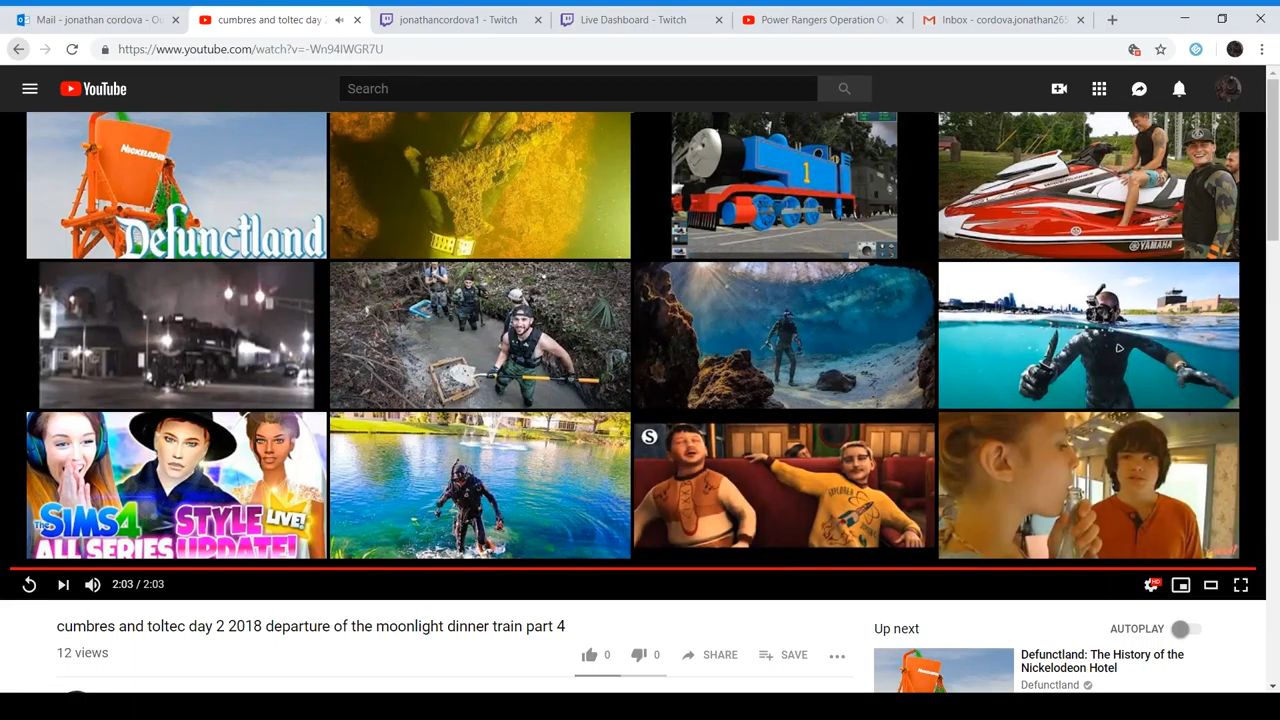 Mail - jonathan cordova - Ou
cumbres and toltec day 2
jonathancordova1 - Twitch
Live Dashboard - Twitch
Power Rangers Operation Ov
Inbox - cordova.jonathan265
https://www.youtube.com/watch?v=-Wn94IWGR7U
YouTube
Search
NICKELODEON
Defunctland
1
YAMAHA
S
THE SIMS 4
ALL SERIES
STYLE
UPDATE!
LIVE!
EXPLORER
2:03 / 2:03
HD
cumbres and toltec day 2 2018 departure of the moonlight dinner train part 4
12 views
0
0
SHARE
SAVE
Up next
AUTOPLAY
Defunctland: The History of the
Nickelodeon Hotel
Defunctland